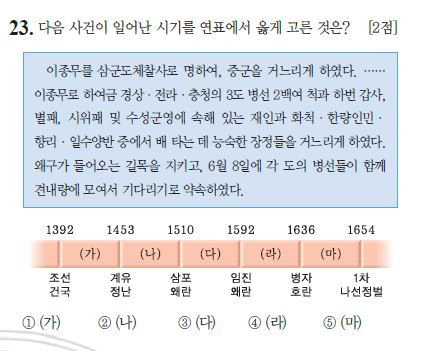 23. 다음 사건이 일어난 시기를 연표에서 옳게 고른 것은? [2점]
이종무를 삼군도체찰사로 명하여, 중군을 거느리게 하였다. ……
이종무로 하여금 경상 · 전라 · 충청의 3도 병선 2백여 척과 하번 갑사,
별패, 시위패 및 수성군영에 속해 있는 재인과 화척 · 한량인민 ·
향리 · 일수양반 중에서 배 타는 데 능숙한 장정들을 거느리게 하였다.
왜구가 들어오는 길목을 지키고, 6월 8일에 각 도의 병선들이 함께
견내량에 모여서 기다리기로 약속하였다.
1392 1453 1510 1592 1636 1654
(가) (나) (다) (라) (마)
조선 계유 삼포 임진 병자 1차
건국 정난 왜란 왜란 호란 나선정벌
① (가) ② (나) ③ (다) ④ (라) ⑤ (마)